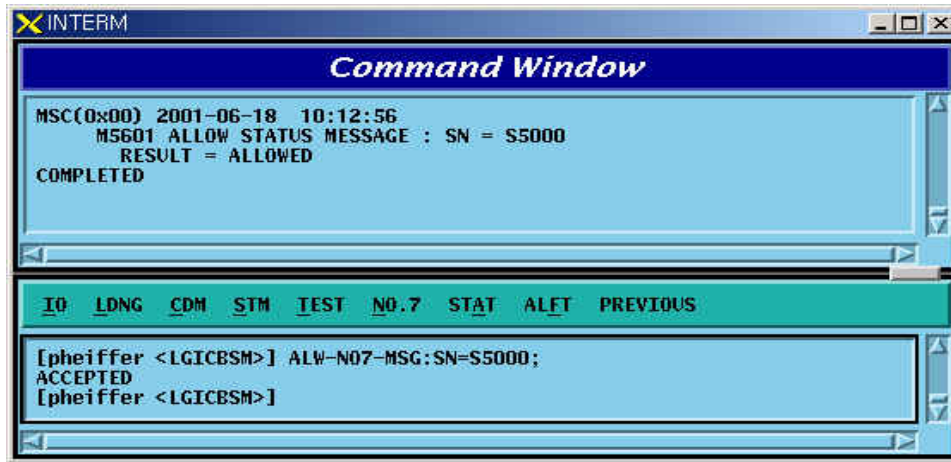 INTERM
Command Window
MSC(0x00) 2001-06-18 10:12:56
M5601 ALLOW STATUS MESSAGE : SN = S5000
RESULT = ALLOWED
COMPLETED
IO LDNG CDM STM TEST NO.7 STAT ALFT PREVIOUS
[pheiffer <LGICBSM>] ALW-NO7-MSG:SN=S5000;
ACCEPTED
[pheiffer <LGICBSM>]